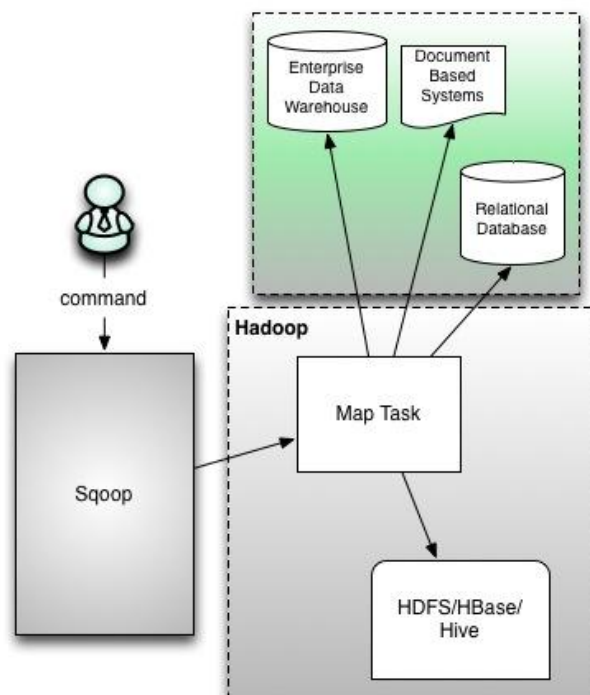 Enterprise
Data
Warehouse
Document
Based
Systems
Relational
Database
command
Hadoop
Map Task
Sqoop
HDFS/HBase/
Hive